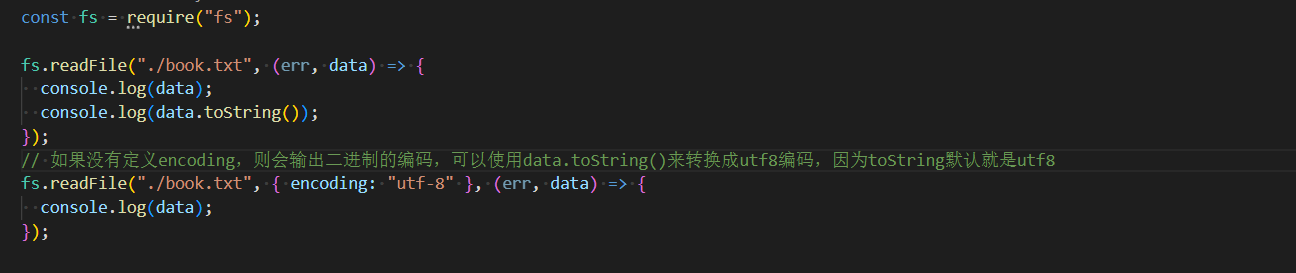 const fs = require("fs");
fs.readFile("./book.txt", (err, data) => {
  console.log(data);
  console.log(data.toString());
});
// 如果没有定义encoding，则会输出二进制的编码，可以使用data.toString()来转换成utf8编码，因为toString默认就是utf8
fs.readFile("./book.txt", { encoding: "utf-8" }, (err, data) => {
  console.log(data);
});